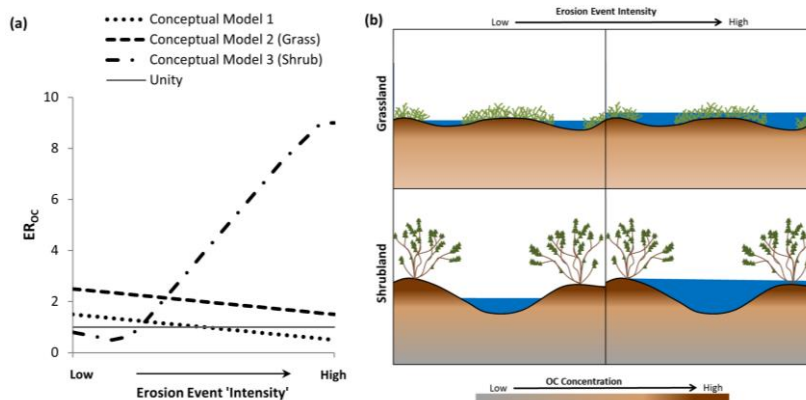 (a)
Conceptual Model 1
Conceptual Model 2 (Grass)
Conceptual Model 3 (Shrub)
Unity
10
8
6
4
2
0
ER_OC
Low High
Erosion Event 'Intensity'
(b)
Erosion Event Intensity
Low High
Grassland
Shrubland
OC Concentration
Low High